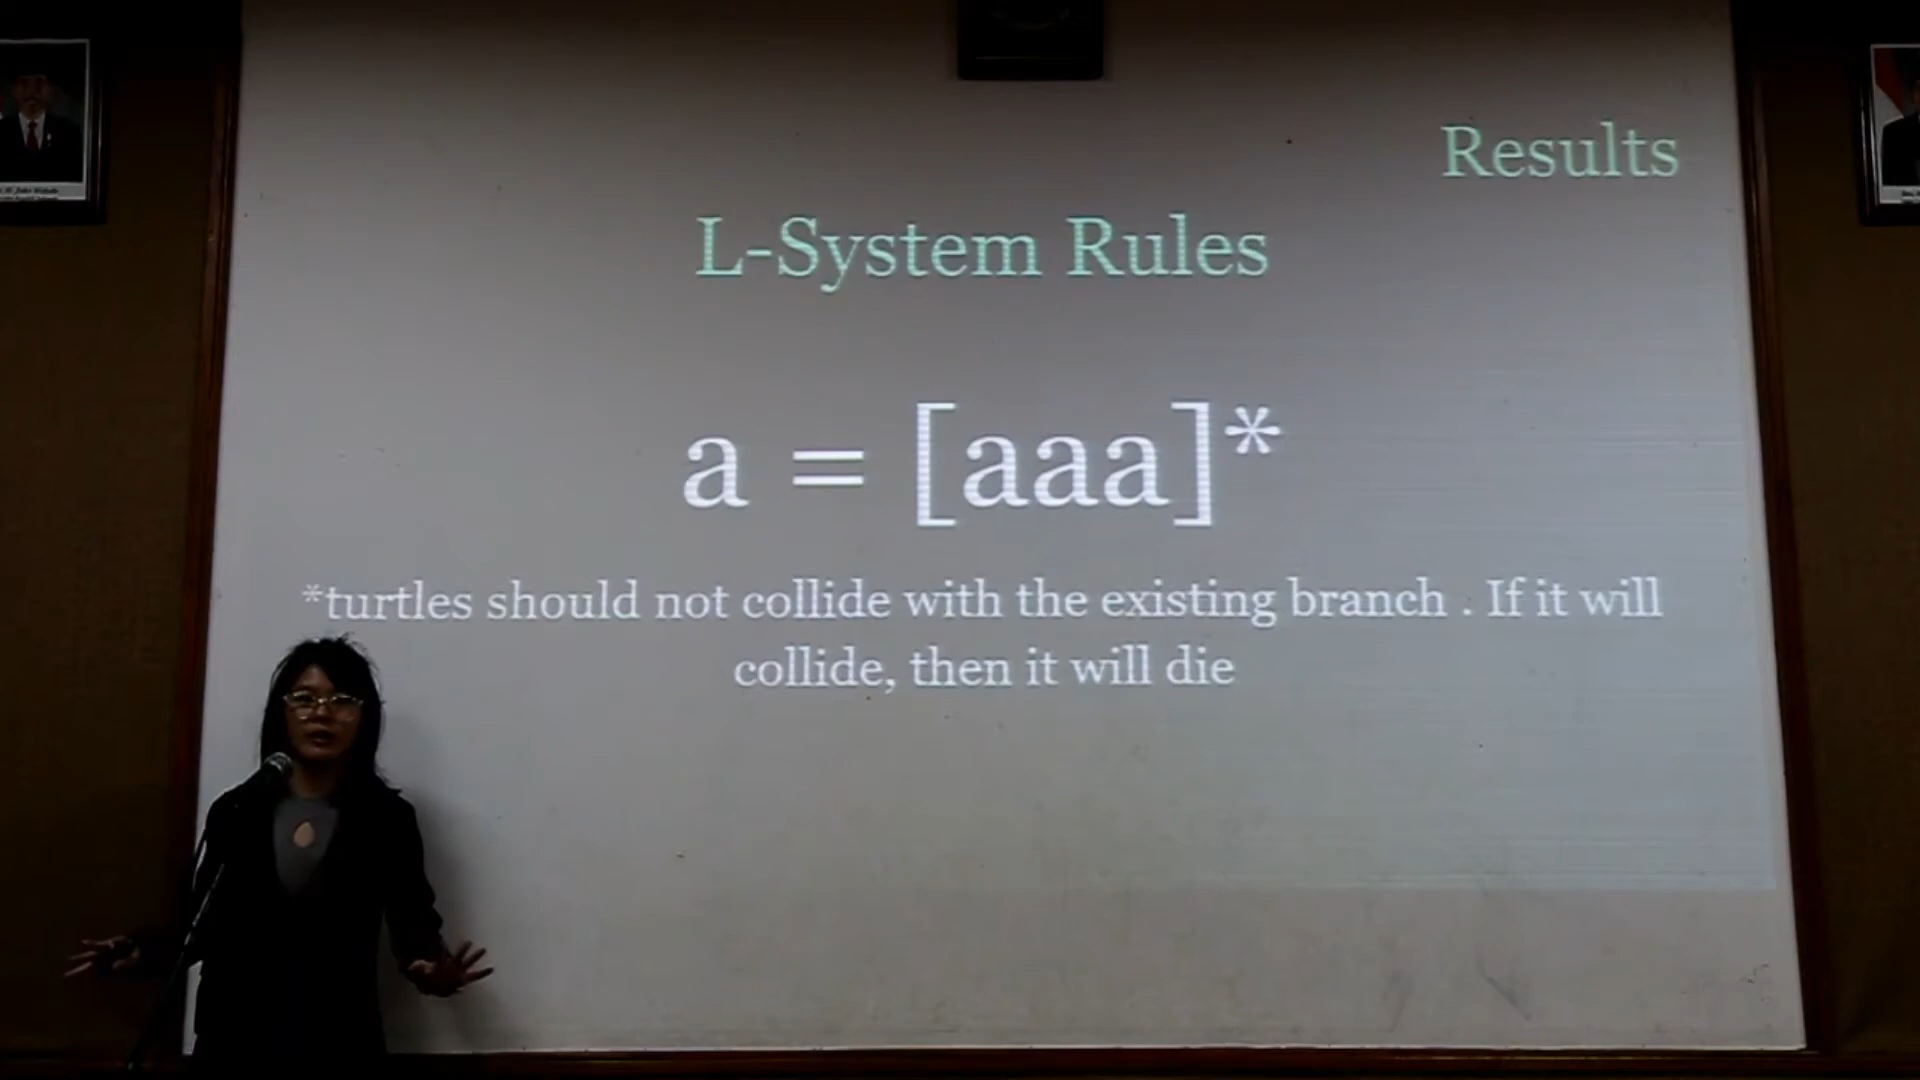 Results
L-System Rules
a = [aaa]*
*turtles should not collide with the existing branch . If it will
collide, then it will die